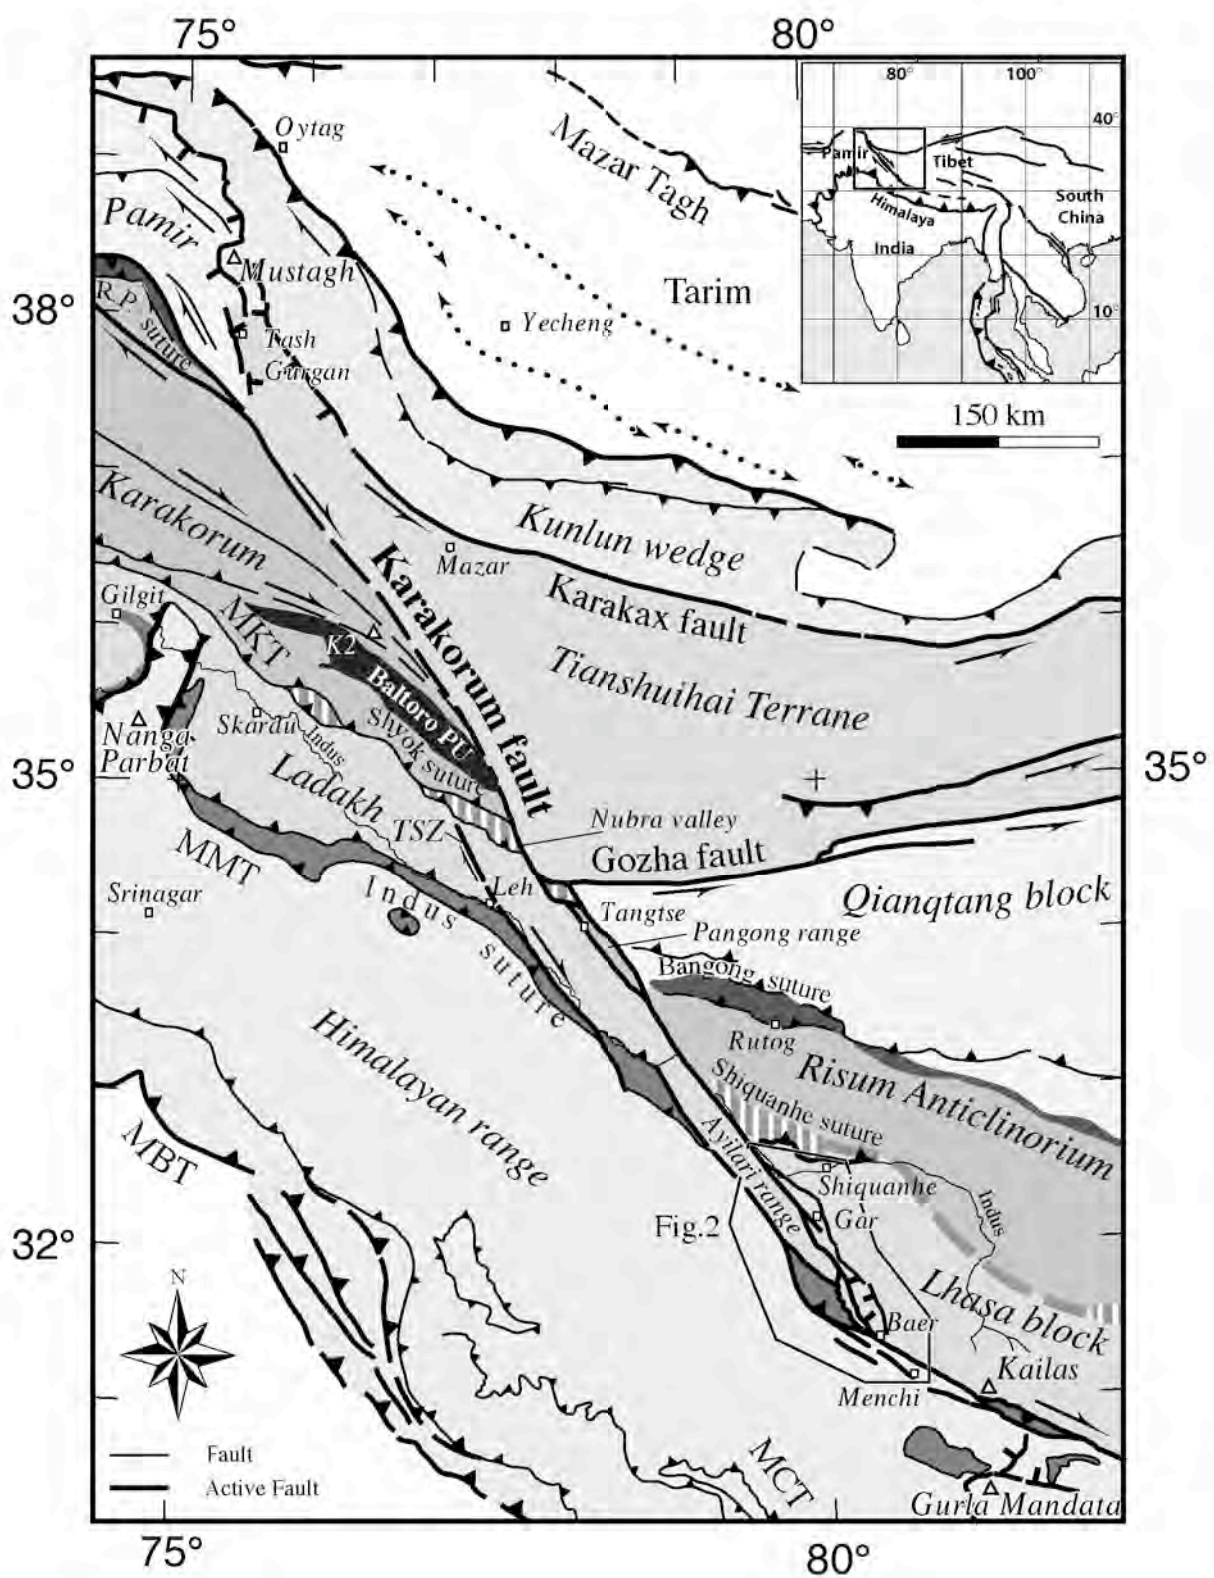 75°
80°
Oytag
Mazar Tagh
80°
100°
40°
Pamir
Tibet
South
China
Himalaya
India
10°
Pamir
Mustagh
Tarim
38°
R.P. suture
Yecheng
Tash
Gurgan
150 km
Karakorum
Kunlun wedge
Mazar
Karakorum fault
Karakax fault
Gilgit
MKT
K2
Tianshuihai Terrane
Baltoro PU
Shyok suture
Skardu
Indus
Nanga
Parbat
35°
35°
Ladakh
TSZ
Nubra valley
Gozha fault
MMT
Srinagar
Leh
Qianqtang block
Indus suture
Tangtse
Pangong range
Bangong suture
Rutog
Himalayan range
Risum Anticlinorium
Shiquanhe suture
Ayilari range
MBT
Shiquanhe
Indus
Gar
Fig.2
32°
Lhasa block
N
Baer
Kailas
Menchi
Fault
MCT
Active Fault
Gurla Mandata
75°
80°